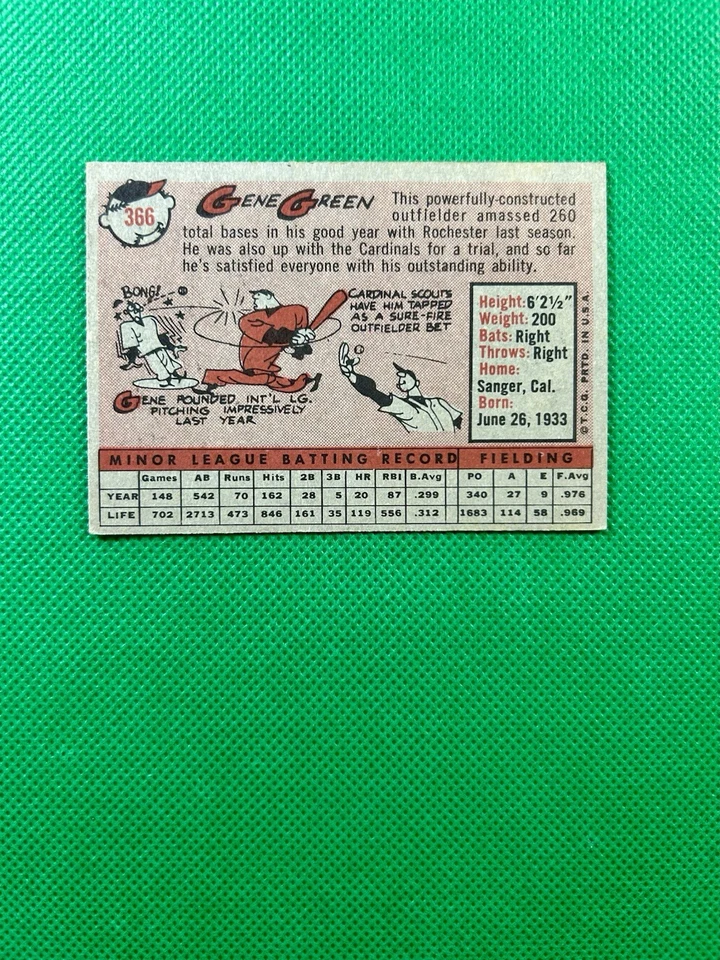 366
GENE GREEN
This powerfully-constructed
outfielder amassed 260
total bases in his good year with Rochester last season.
He was also up with the Cardinals for a trial, and so far
he's satisfied everyone with his outstanding ability.
BONG!
GENE POUNDED INT'L LG.
PITCHING IMPRESSIVELY
LAST YEAR
CARDINAL SCOUTS
HAVE HIM TAPPED
AS A SURE-FIRE
OUTFIELDER BET
Height: 6'2½"
Weight: 200
Bats: Right
Throws: Right
Home:
Sanger, Cal.
Born:
June 26, 1933
© T.C.G. PRTD. IN U.S.A.
MINOR LEAGUE BATTING RECORD FIELDING
Games AB Runs Hits 2B 3B HR RBI B.Avg PO A E F.Avg
YEAR 148 542 70 162 28 5 20 87 .299 340 27 9 .976
LIFE 702 2713 473 846 161 35 119 556 .312 1683 114 58 .969